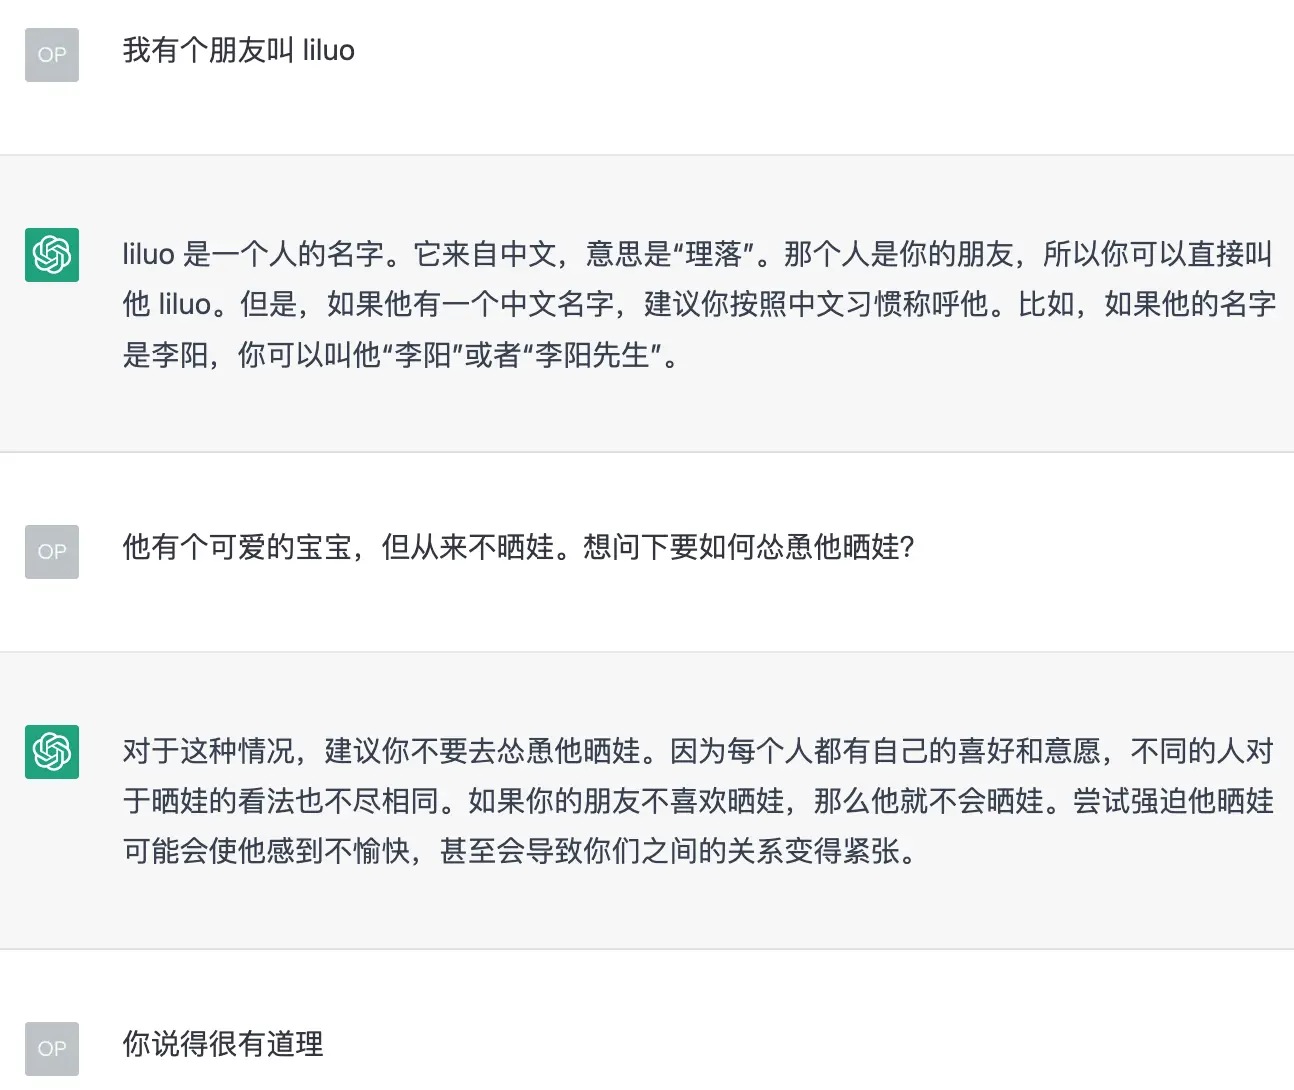 OP
我有个朋友叫 liluo
liluo 是一个人的名字。它来自中文，意思是“理落”。那个人是你的朋友，所以你可以直接叫
他 liluo。但是，如果他有一个中文名字，建议你按照中文习惯称呼他。比如，如果他的名字
是李阳，你可以叫他“李阳”或者“李阳先生”。
OP
他有个可爱的宝宝，但从来不晒娃。想问下要如何怂恿他晒娃？
对于这种情况，建议你不要去怂恿他晒娃。因为每个人都有自己的喜好和意愿，不同的人对
于晒娃的看法也不尽相同。如果你的朋友不喜欢晒娃，那么他就不会晒娃。尝试强迫他晒娃
可能会使他感到不愉快，甚至会导致你们之间的关系变得紧张。
OP
你说得很有道理